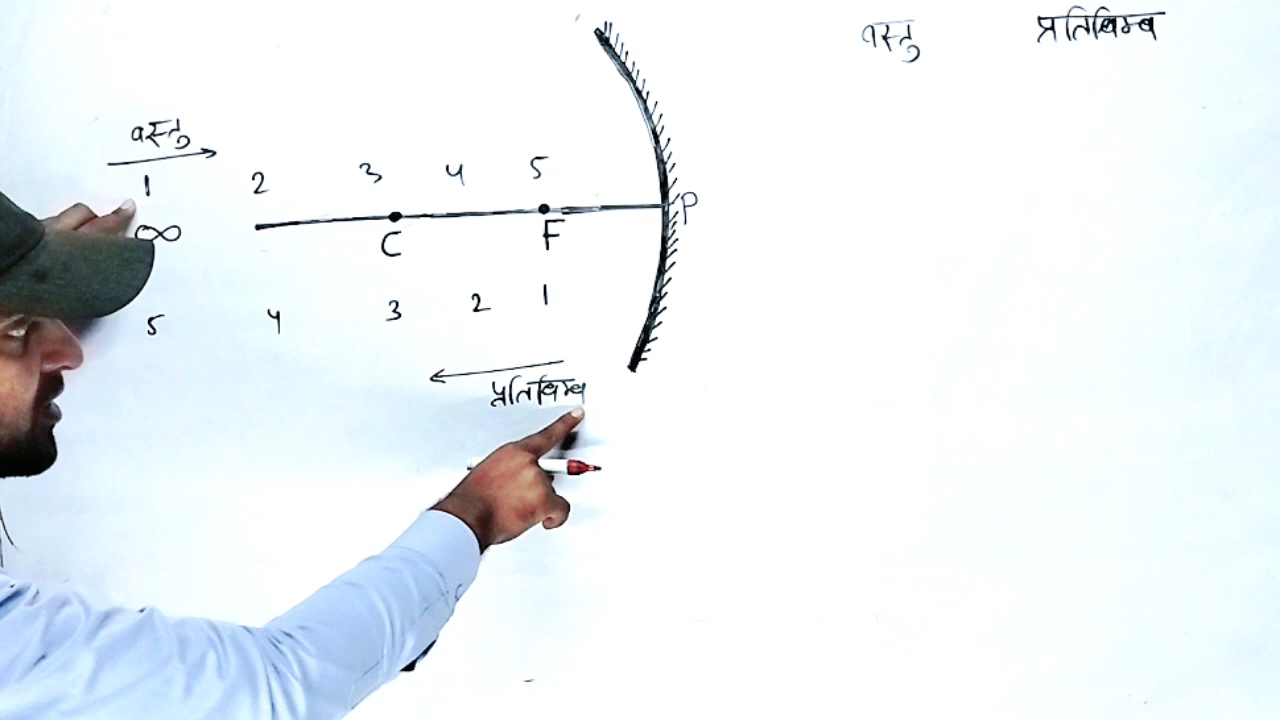 वस्तु प्रतिबिम्ब
वस्तु
1 2 3 4 5
∞ C F P
5 4 3 2 1
प्रतिबिम्ब